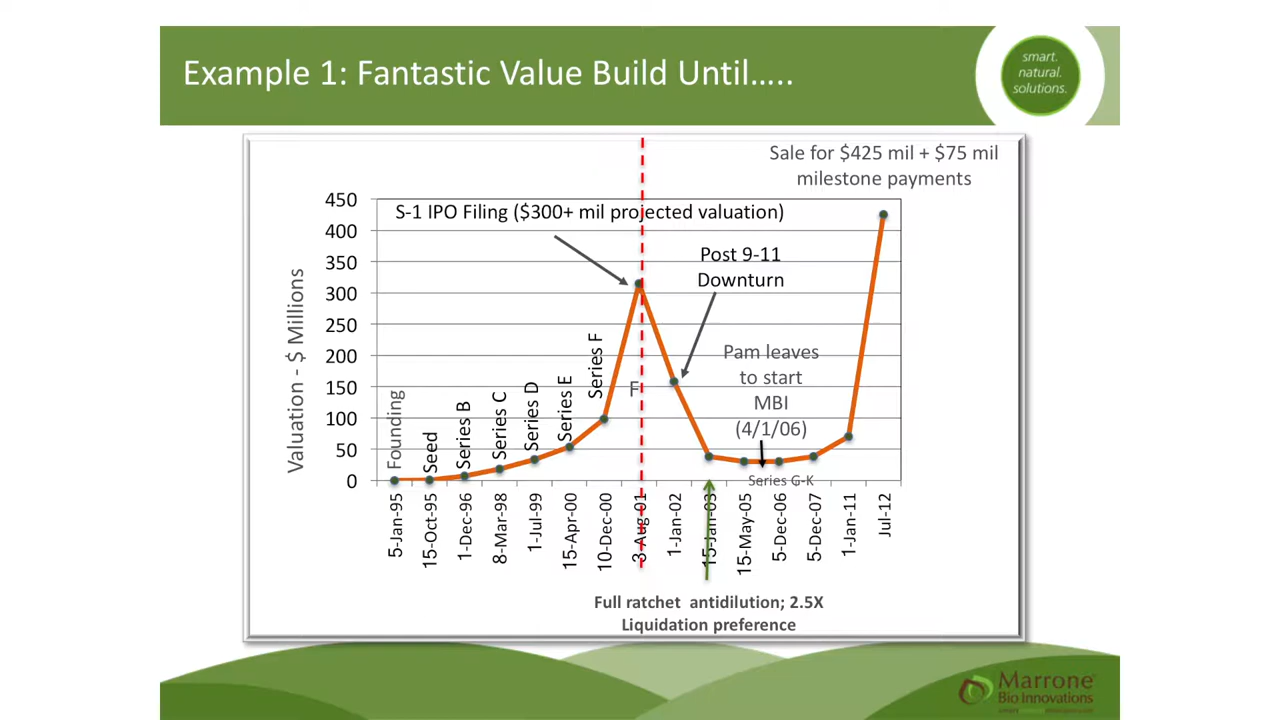 Example 1: Fantastic Value Build Until…..
smart.
natural.
solutions.
Sale for $425 mil + $75 mil
milestone payments
S-1 IPO Filing ($300+ mil projected valuation)
Post 9-11
Downturn
Pam leaves
to start
MBI
(4/1/06)
Valuation - $ Millions
450
400
350
300
250
200
150
100
50
0
Founding
Seed
Series B
Series C
Series D
Series E
Series F
F
Series G-K
5-Jan-95
15-Oct-95
1-Dec-96
8-Mar-98
1-Jul-99
15-Apr-00
10-Dec-00
3-Aug-01
1-Jan-02
15-Jan-03
15-May-05
5-Dec-06
5-Dec-07
1-Jan-11
Jul-12
Full ratchet antidilution; 2.5X
Liquidation preference
Marrone
Bio Innovations